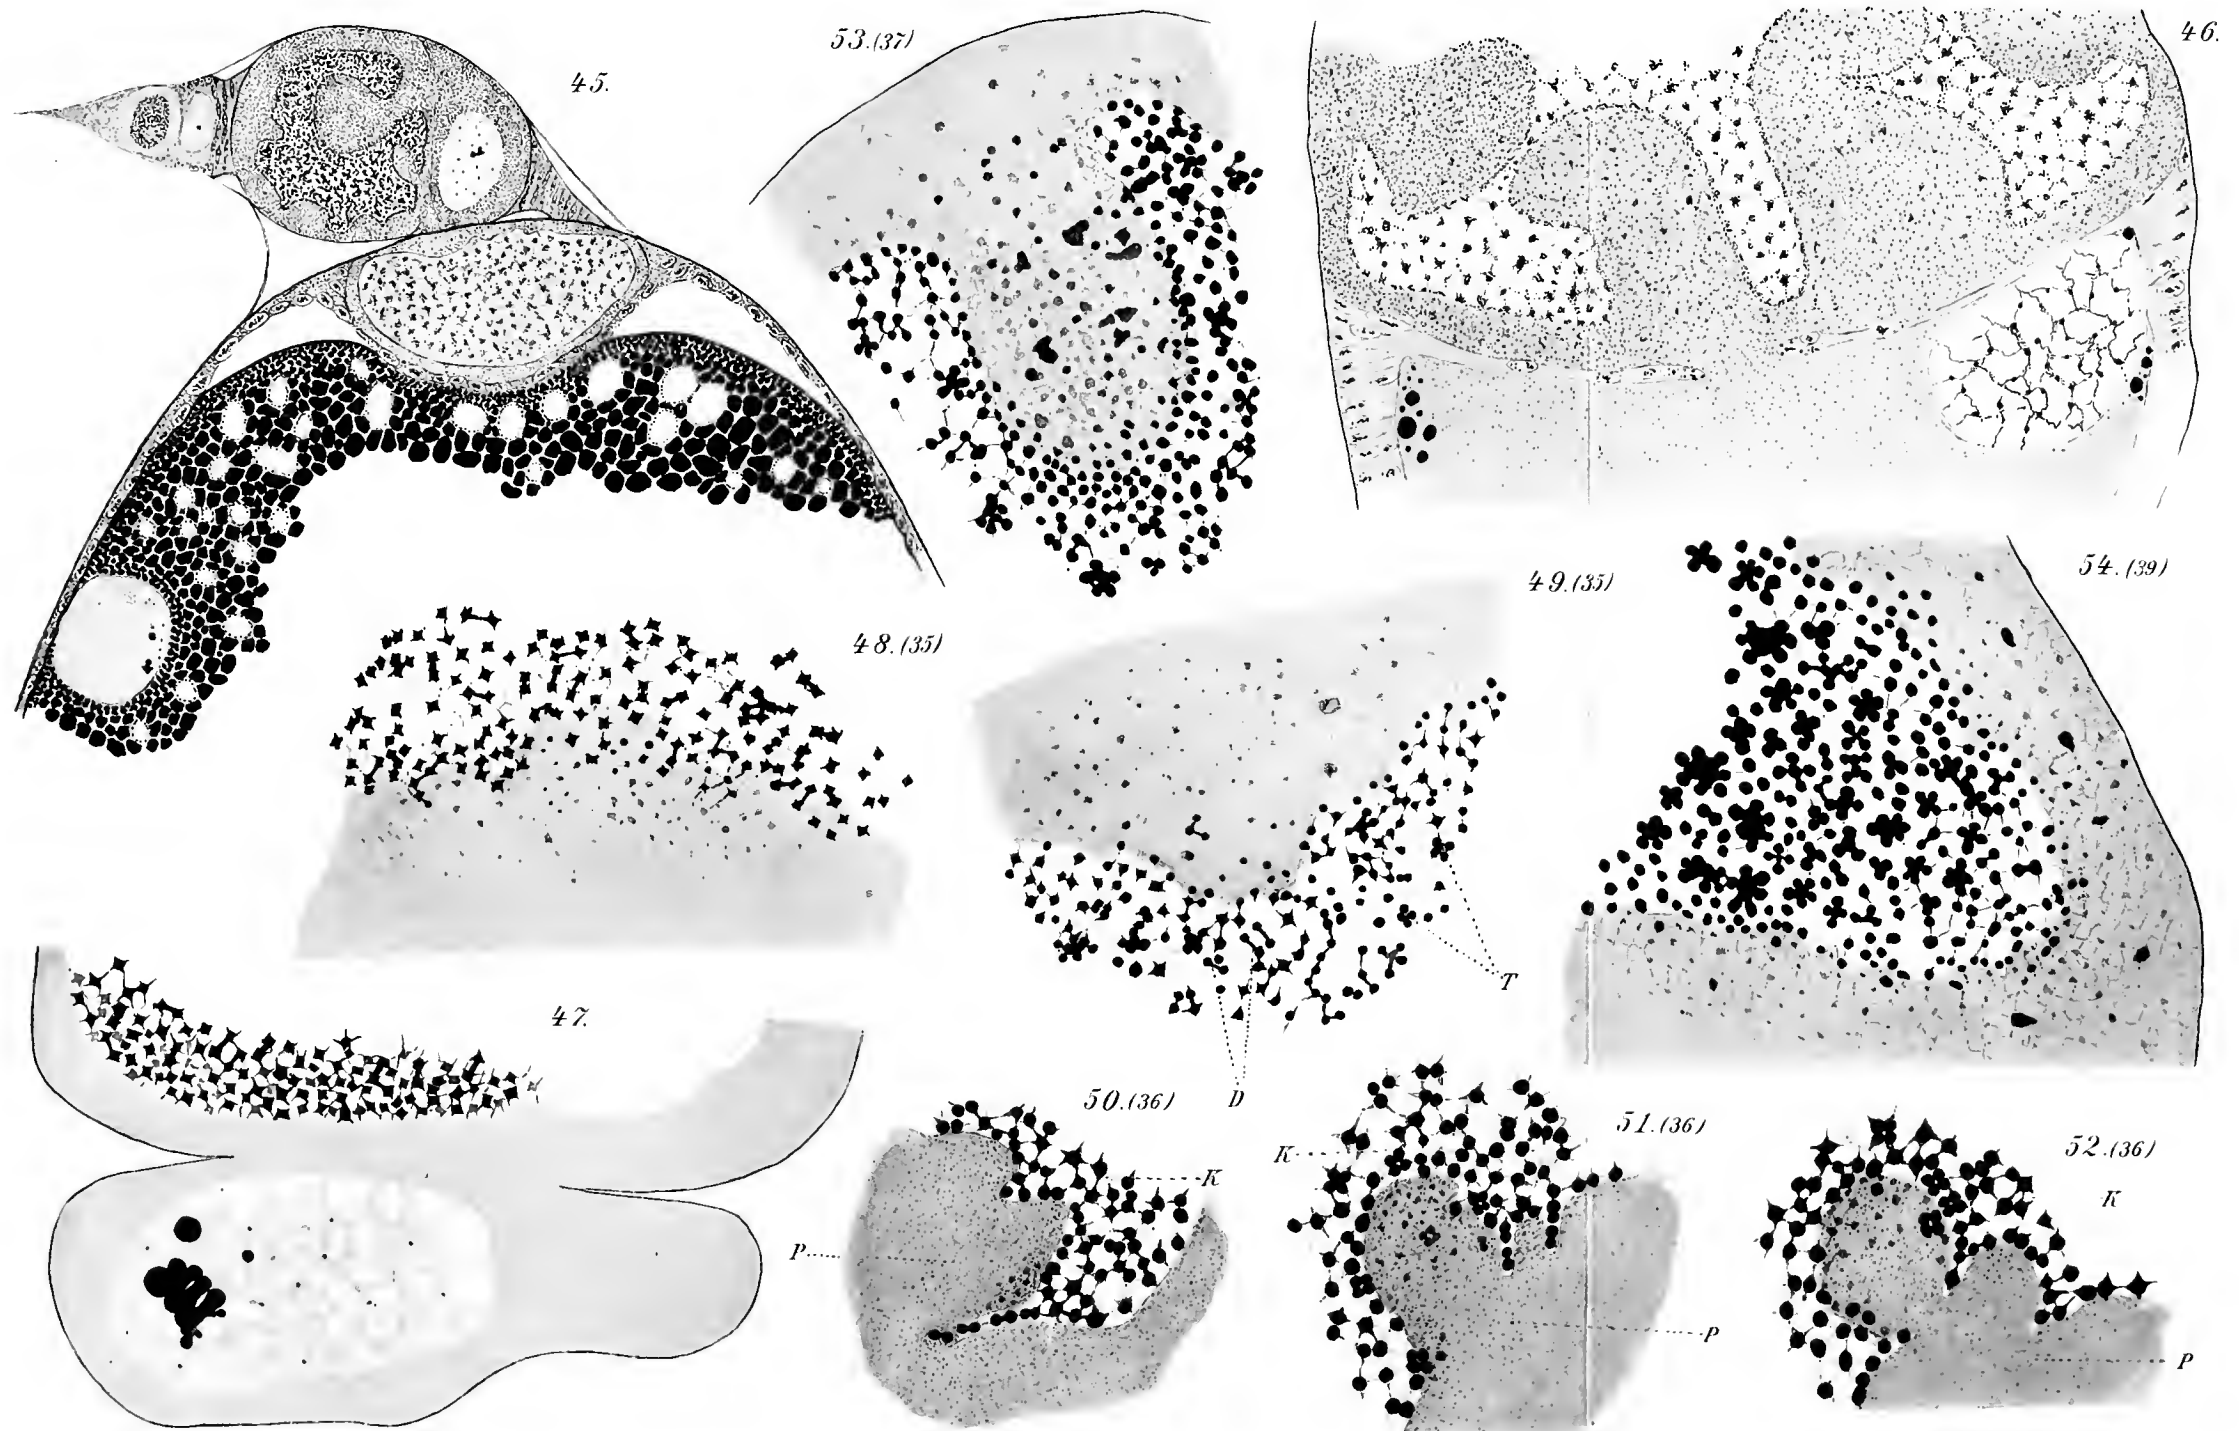 45.
53.(37)
46.
48.(35)
49.(35)
54.(39)
T
47.
D
50.(36)
K
P
51.(36)
K
P
52.(36)
K
P